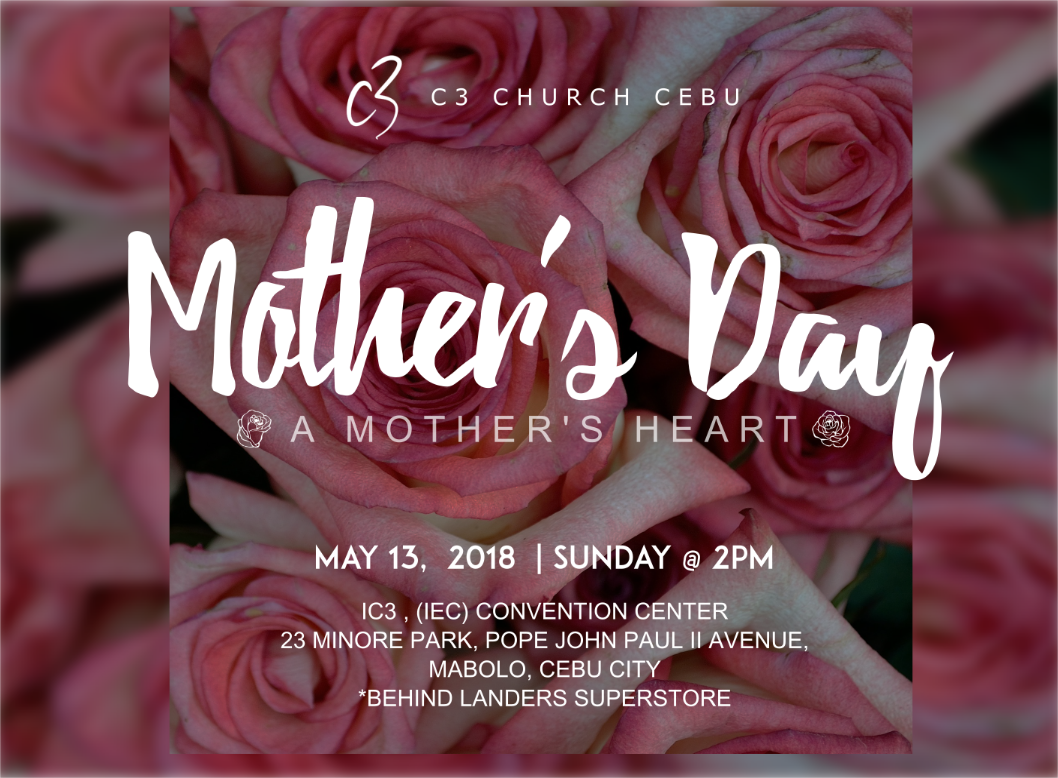 C3 C3 CHURCH CEBU
Mother's Day
A MOTHER'S HEART
MAY 13, 2018 | SUNDAY @ 2PM
IC3 , (IEC) CONVENTION CENTER
23 MINORE PARK, POPE JOHN PAUL II AVENUE,
MABOLO, CEBU CITY
*BEHIND LANDERS SUPERSTORE